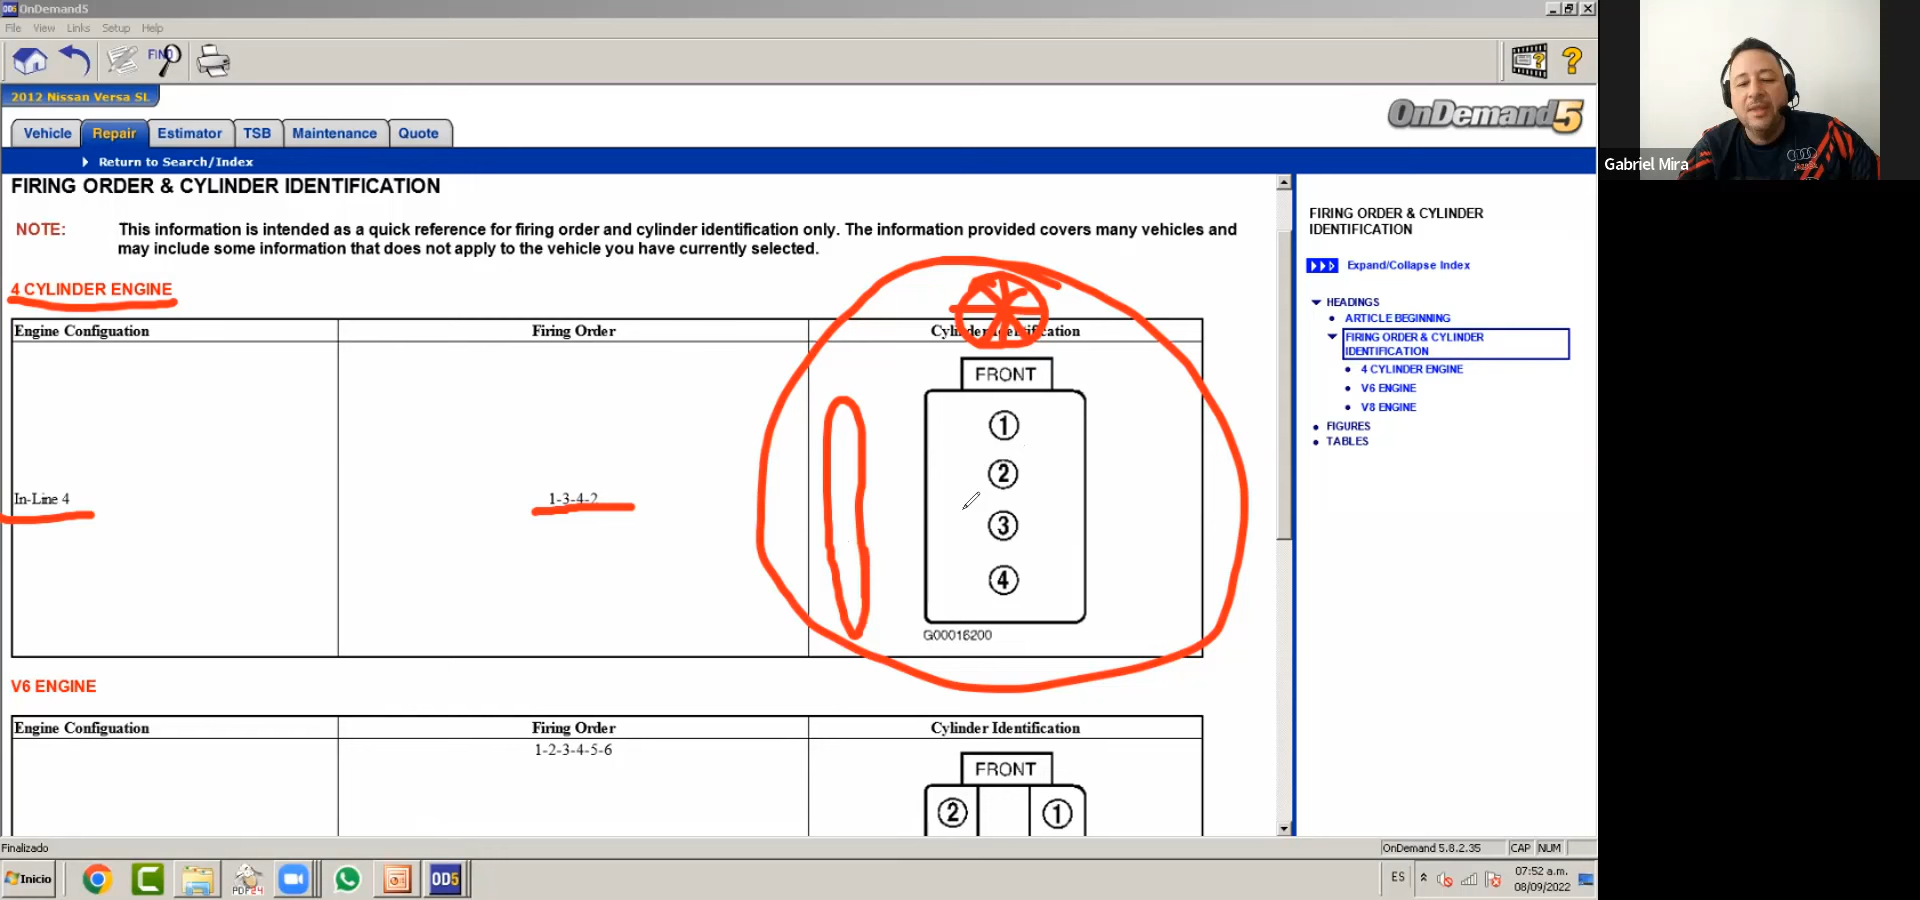 OnDemand5
File View Links Setup Help
FIND
2012 Nissan Versa SL
OnDemand5
Vehicle Repair Estimator TSB Maintenance Quote
Return to Search/Index
FIRING ORDER & CYLINDER IDENTIFICATION
NOTE: This information is intended as a quick reference for firing order and cylinder identification only. The information provided covers many vehicles and
may include some information that does not apply to the vehicle you have currently selected.
4 CYLINDER ENGINE
Engine Configuation Firing Order Cylinder Identification
FRONT
1
2
In-Line 4 1-3-4-2
3
4
G00016200
V6 ENGINE
Engine Configuation Firing Order Cylinder Identification
1-2-3-4-5-6
FRONT
2 1
FIRING ORDER & CYLINDER
IDENTIFICATION
Expand/Collapse Index
HEADINGS
ARTICLE BEGINNING
FIRING ORDER & CYLINDER
IDENTIFICATION
4 CYLINDER ENGINE
V6 ENGINE
V8 ENGINE
FIGURES
TABLES
Gabriel Mira
Finalizado
OnDemand 5.8.2.35 CAP NUM
Inicio
PDF24
OD5
ES
07:52 a.m.
08/09/2022